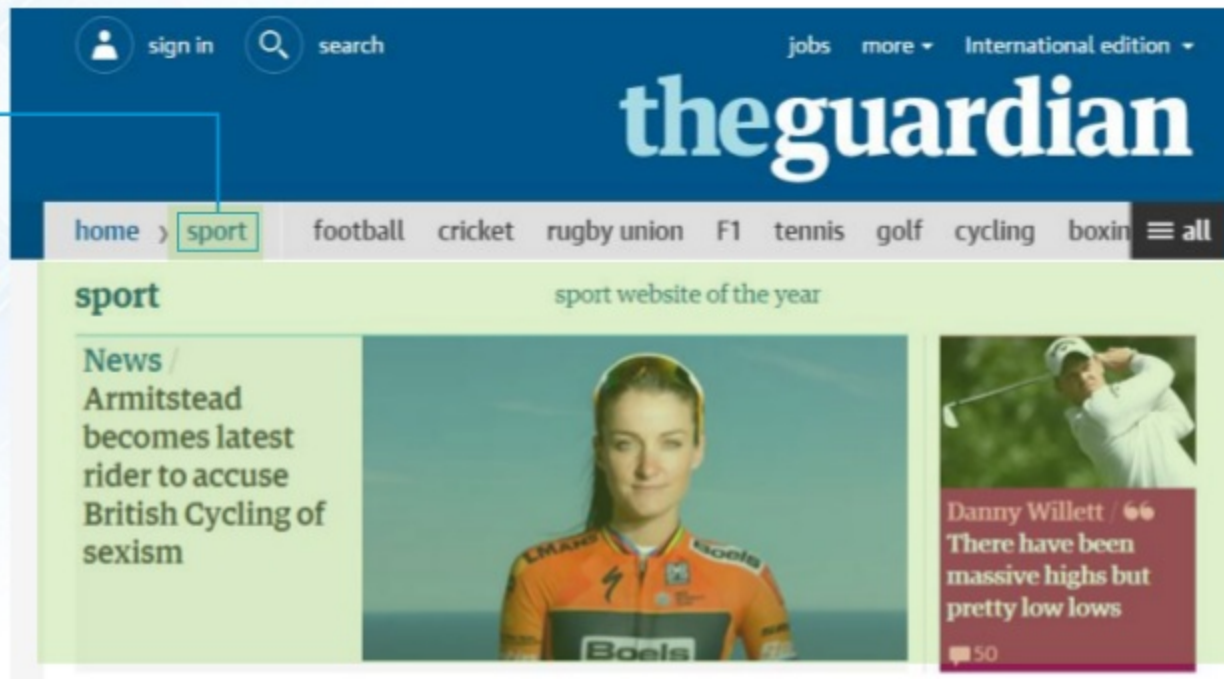 sign in search jobs more International edition
theguardian
home › sport football cricket rugby union F1 tennis golf cycling boxin all
sport sport website of the year
News /
Armitstead
becomes latest
rider to accuse
British Cycling of
sexism
Boels
Boels
Danny Willett /
There have been
massive highs but
pretty low lows
50